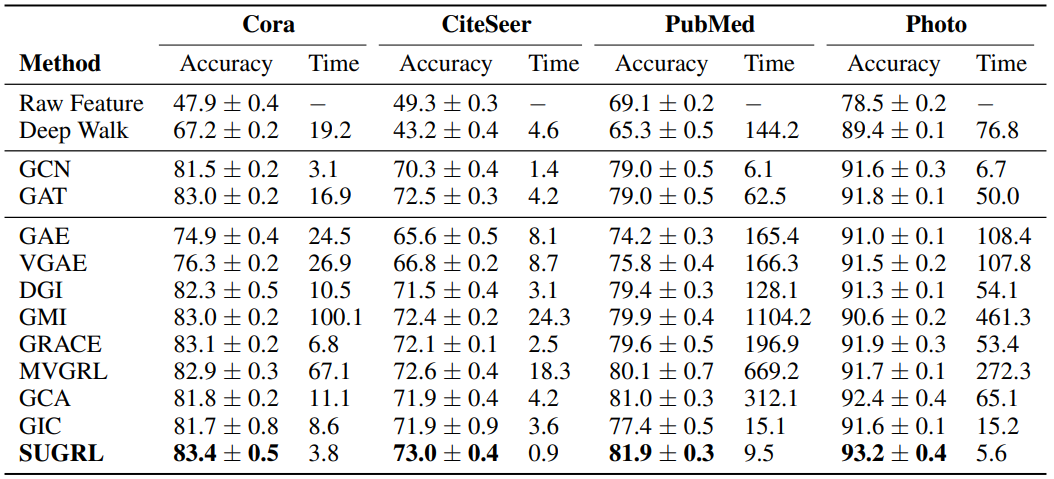 Cora CiteSeer PubMed Photo
Method Accuracy Time Accuracy Time Accuracy Time Accuracy Time
Raw Feature 47.9 ± 0.4 − 49.3 ± 0.3 − 69.1 ± 0.2 − 78.5 ± 0.2 −
Deep Walk 67.2 ± 0.2 19.2 43.2 ± 0.4 4.6 65.3 ± 0.5 144.2 89.4 ± 0.1 76.8
GCN 81.5 ± 0.2 3.1 70.3 ± 0.4 1.4 79.0 ± 0.5 6.1 91.6 ± 0.3 6.7
GAT 83.0 ± 0.2 16.9 72.5 ± 0.3 4.2 79.0 ± 0.5 62.5 91.8 ± 0.1 50.0
GAE 74.9 ± 0.4 24.5 65.6 ± 0.5 8.1 74.2 ± 0.3 165.4 91.0 ± 0.1 108.4
VGAE 76.3 ± 0.2 26.9 66.8 ± 0.2 8.7 75.8 ± 0.4 166.3 91.5 ± 0.2 107.8
DGI 82.3 ± 0.5 10.5 71.5 ± 0.4 3.1 79.4 ± 0.3 128.1 91.3 ± 0.1 54.1
GMI 83.0 ± 0.2 100.1 72.4 ± 0.2 24.3 79.9 ± 0.4 1104.2 90.6 ± 0.2 461.3
GRACE 83.1 ± 0.2 6.8 72.1 ± 0.1 2.5 79.6 ± 0.5 196.9 91.9 ± 0.3 53.4
MVGRL 82.9 ± 0.3 67.1 72.6 ± 0.4 18.3 80.1 ± 0.7 669.2 91.7 ± 0.1 272.3
GCA 81.8 ± 0.2 11.1 71.9 ± 0.4 4.2 81.0 ± 0.3 312.1 92.4 ± 0.4 65.1
GIC 81.7 ± 0.8 8.6 71.9 ± 0.9 3.6 77.4 ± 0.5 15.1 91.6 ± 0.1 15.2
SUGRL 83.4 ± 0.5 3.8 73.0 ± 0.4 0.9 81.9 ± 0.3 9.5 93.2 ± 0.4 5.6